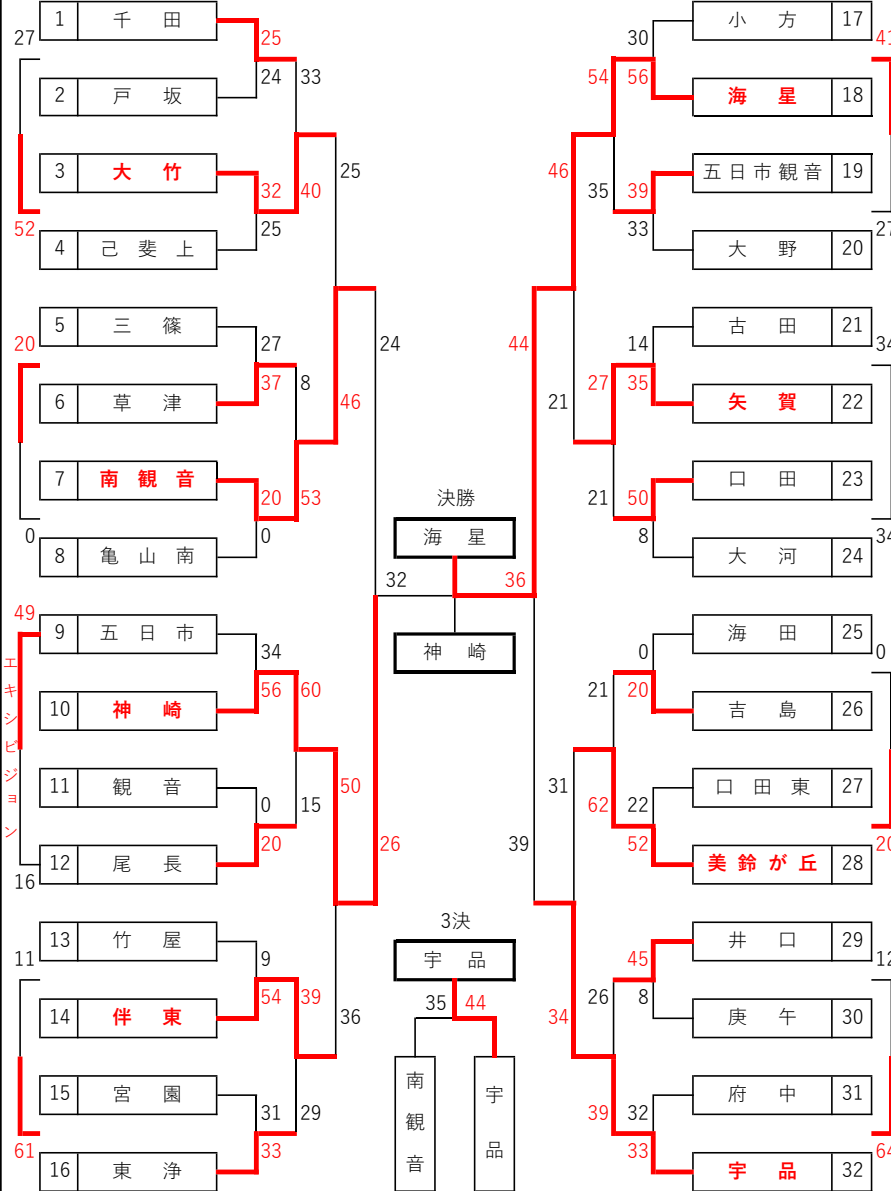 1 千田
27
25
24
33
2 戸坂
3 大竹
32
40
25
52
25
4 己斐上
5 三篠
20
27
24
37
8
46
6 草津
7 南観音
20
53
0
0
8 亀山南
49
9 五日市
34
エキシビジョン
56
60
10 神崎
11 観音
0
15
50
20
26
12 尾長
16
13 竹屋
11
9
54
39
36
14 伴東
15 宮園
31
29
61
33
16 東浄
決勝
海星
32
36
神崎
3決
宇品
35
44
南観音
宇品
小方 17
30
41
54
56
海星 18
46
五日市観音 19
35
39
33
27
大野 20
古田 21
44
14
34
27
35
21
矢賀 22
口田 23
21
50
8
34
大河 24
海田 25
0
0
21
20
吉島 26
31
口田東 27
62
22
39
52
20
美鈴が丘 28
井口 29
45
12
26
8
34
庚午 30
府中 31
39
32
33
64
宇品 32